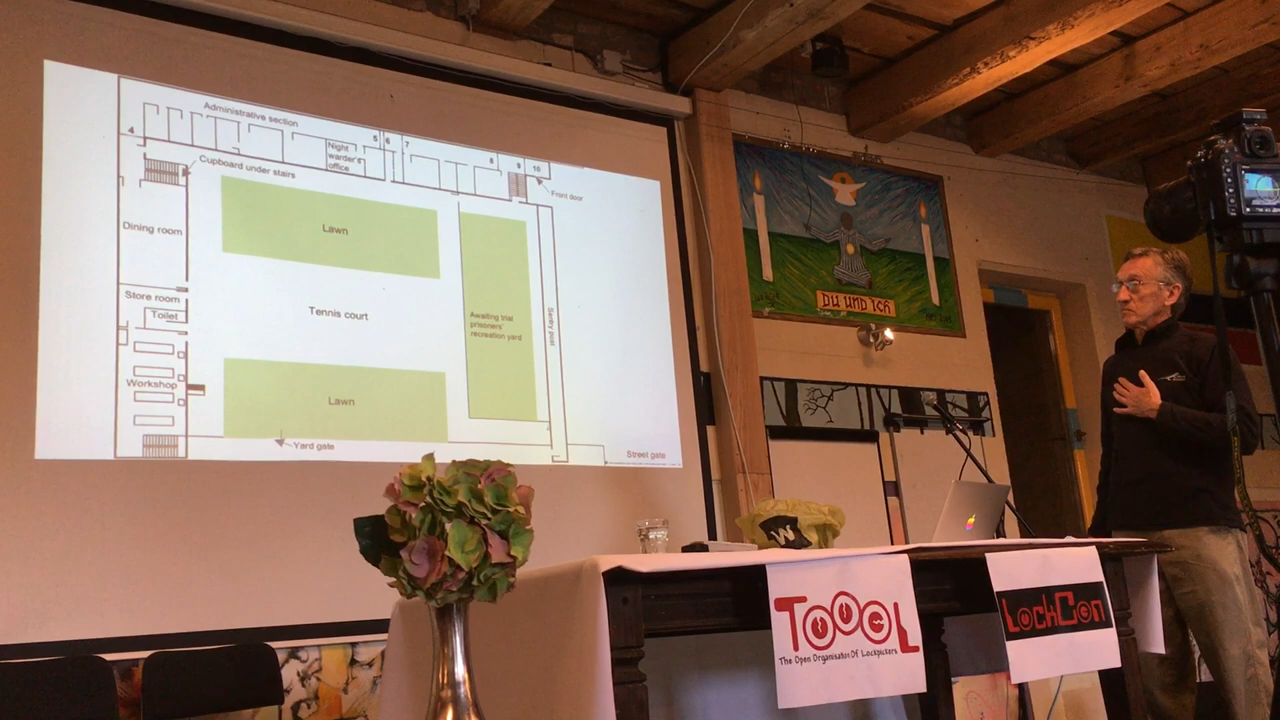 Administrative section
4
5
6
7
8
9
10
Night
warder's
office
Cupboard under stairs
Front door
Dining room
Lawn
Tennis court
Awaiting trial
prisoners'
recreation yard
Sentry post
Store room
Toilet
Workshop
Lawn
Yard gate
Street gate
DU UND ICH
W
TOOOL
The Open Organisation Of Lockpickers
LockCon